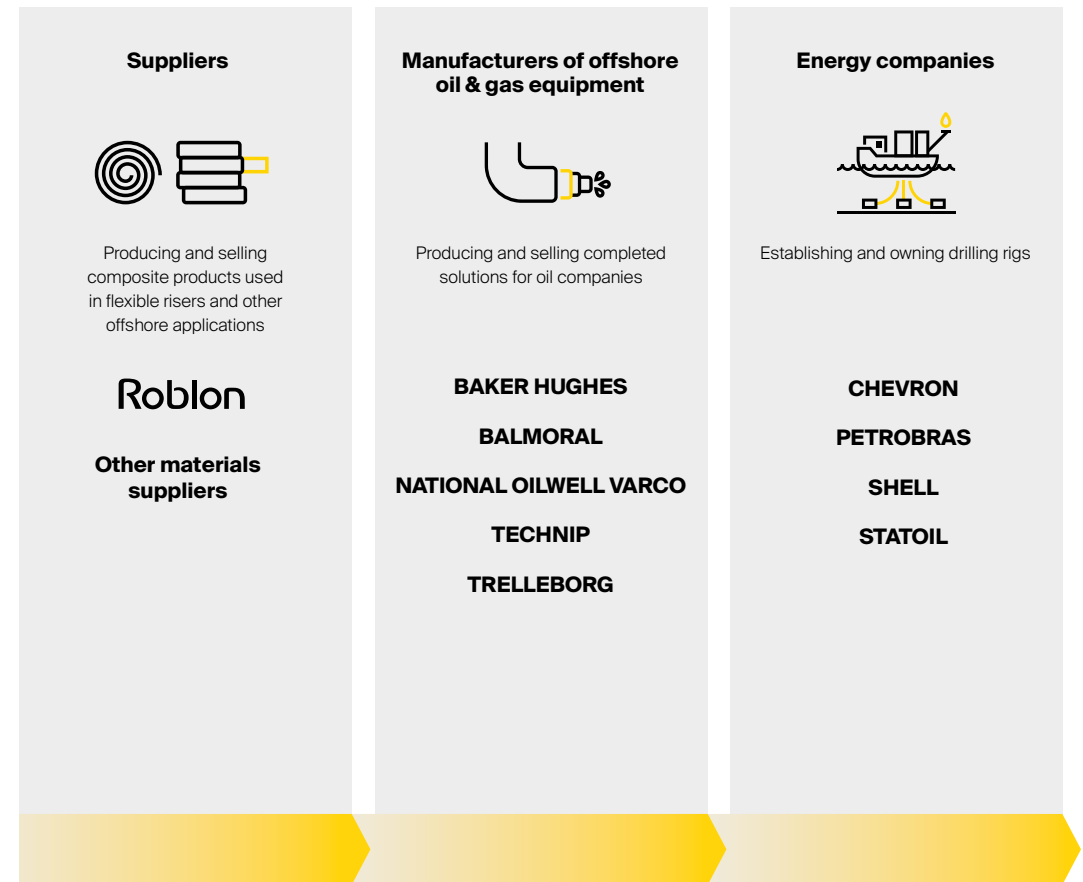 Suppliers
Producing and selling
composite products used
in flexible risers and other
offshore applications
Roblon
Other materials
suppliers
Manufacturers of offshore
oil & gas equipment
Producing and selling completed
solutions for oil companies
BAKER HUGHES
BALMORAL
NATIONAL OILWELL VARCO
TECHNIP
TRELLEBORG
Energy companies
Establishing and owning drilling rigs
CHEVRON
PETROBRAS
SHELL
STATOIL